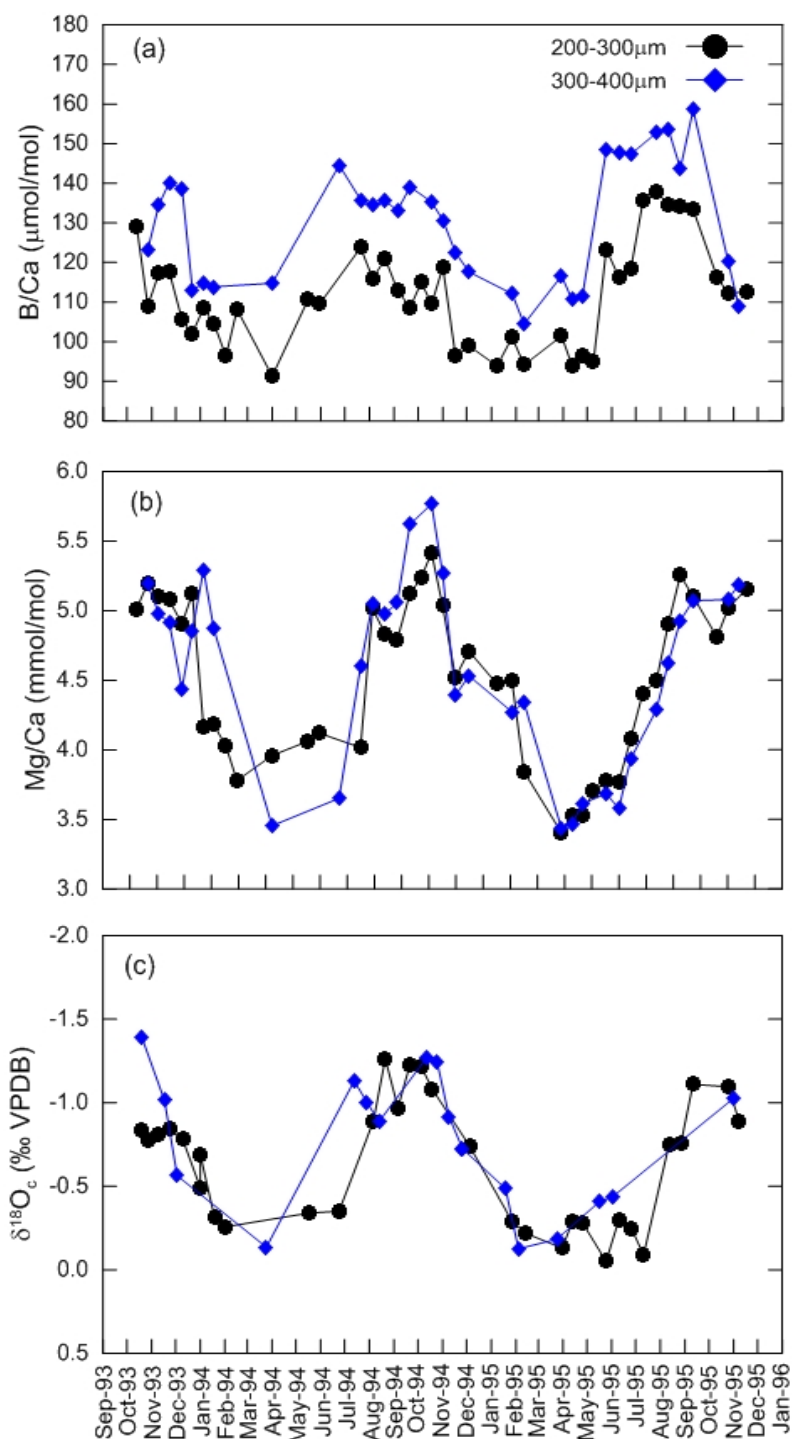 (a)
200-300μm
300-400μm
180
170
160
150
140
130
120
110
100
90
80
B/Ca (μmol/mol)
(b)
6.0
5.5
5.0
4.5
4.0
3.5
3.0
Mg/Ca (mmol/mol)
(c)
-2.0
-1.5
-1.0
-0.5
0.0
0.5
δ¹⁸Oc (‰ VPDB)
Sep-93
Oct-93
Nov-93
Dec-93
Jan-94
Feb-94
Mar-94
Apr-94
May-94
Jun-94
Jul-94
Aug-94
Sep-94
Oct-94
Nov-94
Dec-94
Jan-95
Feb-95
Mar-95
Apr-95
May-95
Jun-95
Jul-95
Aug-95
Sep-95
Oct-95
Nov-95
Dec-95
Jan-96